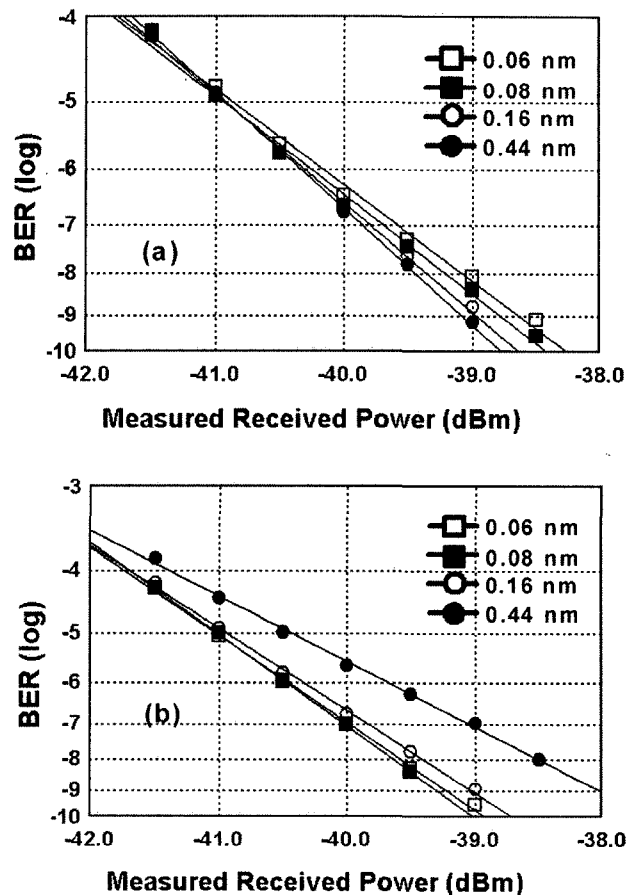 -4
-5
-6
-7
-8
-9
-10
BER (log)
0.06 nm
0.08 nm
0.16 nm
0.44 nm
(a)
-42.0 -41.0 -40.0 -39.0 -38.0
Measured Received Power (dBm)
-3
-4
-5
-6
-7
-8
-9
-10
BER (log)
0.06 nm
0.08 nm
0.16 nm
0.44 nm
(b)
-42.0 -41.0 -40.0 -39.0 -38.0
Measured Received Power (dBm)